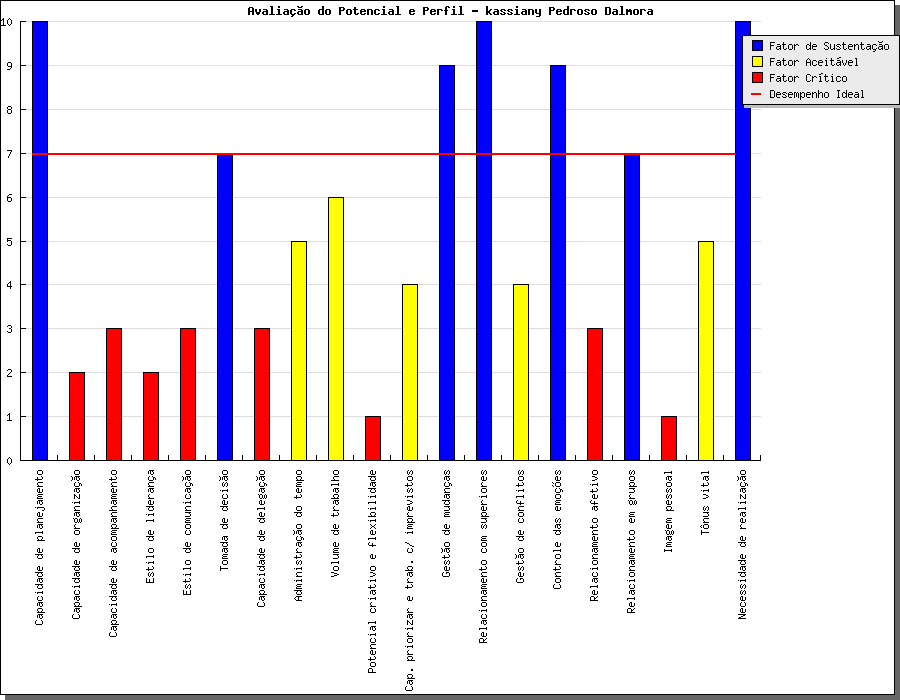 Avaliação do Potencial e Perfil - kassiany Pedroso Dalmora
10
9
8
7
6
5
4
3
2
1
0
Fator de Sustentação
Fator Aceitável
Fator Crítico
Desempenho Ideal
Capacidade de planejamento
Capacidade de organização
Capacidade de acompanhamento
Estilo de liderança
Estilo de comunicação
Tomada de decisão
Capacidade de delegação
Administração do tempo
Volume de trabalho
Potencial criativo e flexibilidade
Cap. priorizar e trab. c/ imprevistos
Gestão de mudanças
Relacionamento com superiores
Gestão de conflitos
Controle das emoções
Relacionamento afetivo
Relacionamento em grupos
Imagem pessoal
Tônus vital
Necessidade de realização